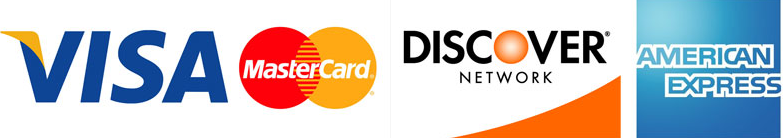 VISA
MasterCard
DISCOVER®
NETWORK
AMERICAN
EXPRESS